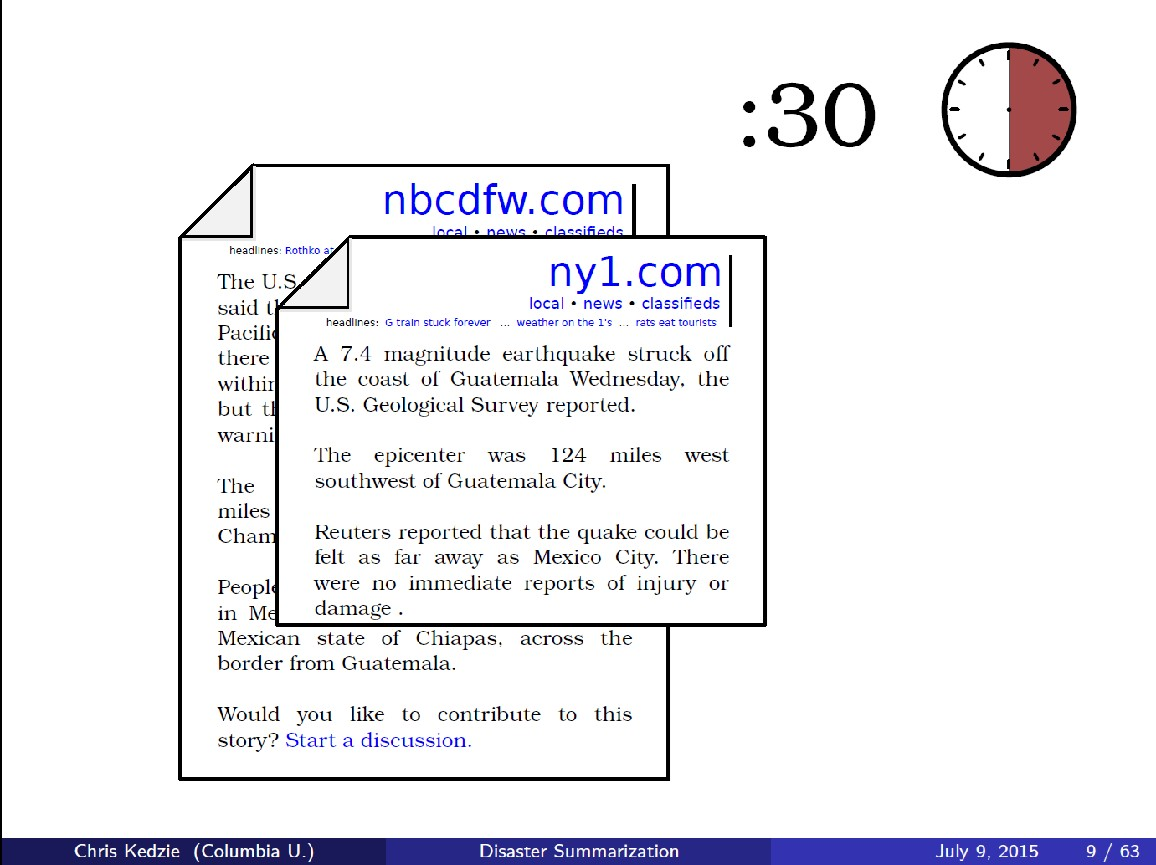 :30
nbcdfw.com
local • news • classifieds
headlines: Rothko at
The U.S.
said
Pacific
there
within
but
The
miles
People
in
Mexican state of Chiapas, across the
border from Guatemala.
Would you like to contribute to this
story? Start a discussion.
ny1.com
local • news • classifieds
headlines: G train stuck forever ... weather on the 1's ... rats eat tourists
A 7.4 magnitude earthquake struck off
the coast of Guatemala Wednesday, the
U.S. Geological Survey reported.
The epicenter was 124 miles west
southwest of Guatemala City.
Reuters reported that the quake could be
felt as far away as Mexico City. There
were no immediate reports of injury or
damage .
Chris Kedzie (Columbia U.) Disaster Summarization July 9, 2015 9 / 63